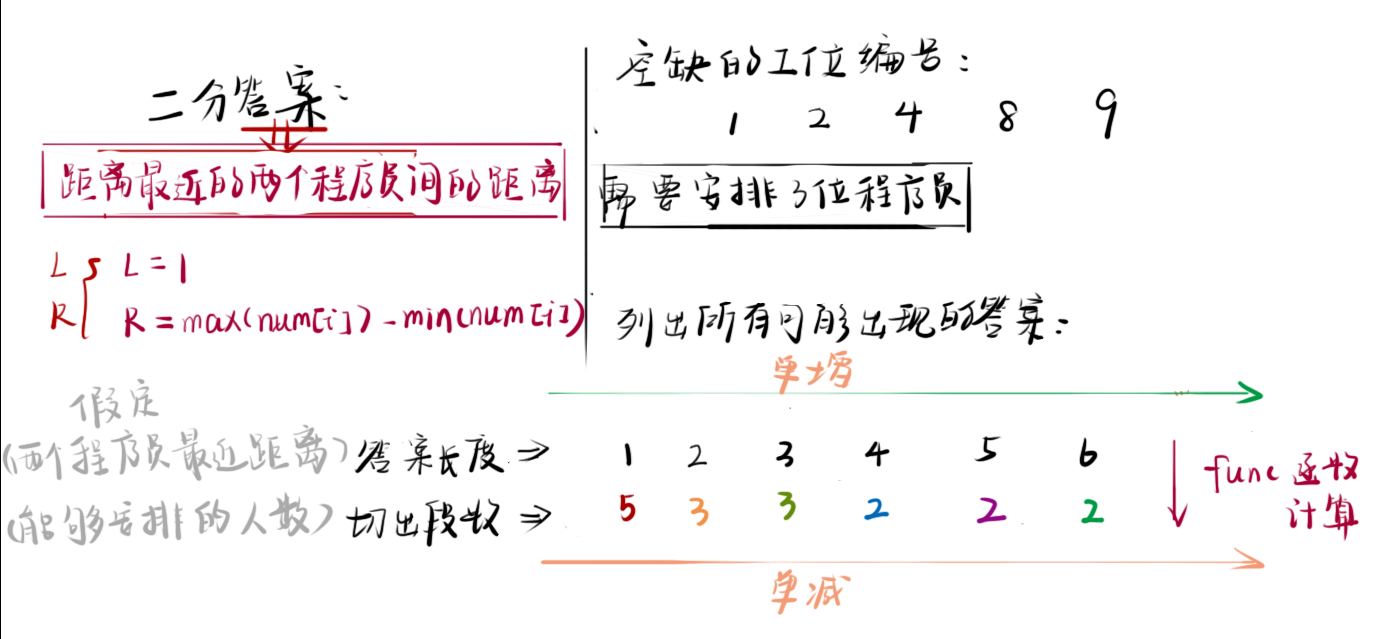 二分答案：
距离最近的两个程序员间的距离
L { L = 1
R R = max(num[i]) - min(num[i])
空缺的工位编号：
1 2 4 8 9
需要安排3位程序员
列出所有可能出现的答案：
单增
假定
(两个程序员最近距离) 答案长度 ⇒ 1 2 3 4 5 6
(能够安排的人数) 切出段数 ⇒ 5 3 3 2 2 2
func 函数
计算
单减